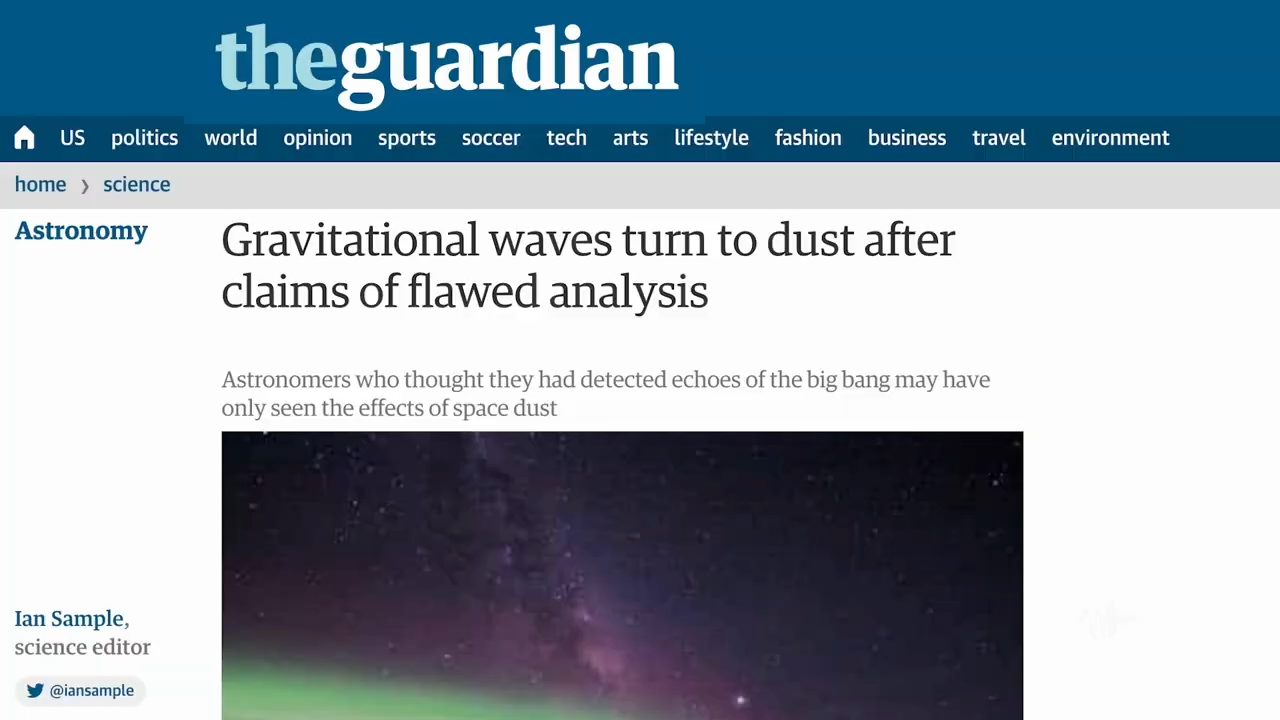 theguardian
US politics world opinion sports soccer tech arts lifestyle fashion business travel environment
home › science
Astronomy
Gravitational waves turn to dust after
claims of flawed analysis
Astronomers who thought they had detected echoes of the big bang may have
only seen the effects of space dust
Ian Sample,
science editor
@iansample